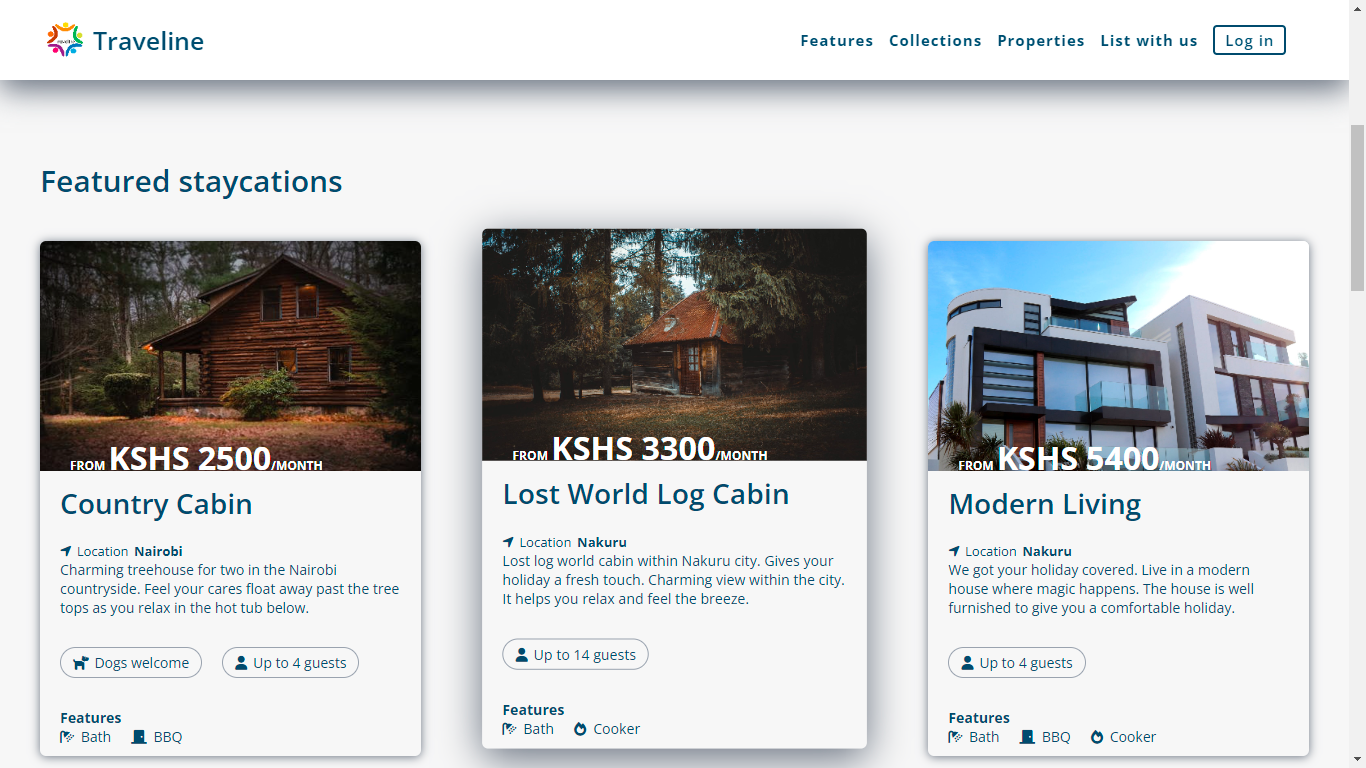 Traveline
Features Collections Properties List with us Log in
Featured staycations
FROM KSHS 2500/MONTH
Country Cabin
Location Nairobi
Charming treehouse for two in the Nairobi
countryside. Feel your cares float away past the tree
tops as you relax in the hot tub below.
Dogs welcome Up to 4 guests
Features
Bath BBQ
FROM KSHS 3300/MONTH
Lost World Log Cabin
Location Nakuru
Lost log world cabin within Nakuru city. Gives your
holiday a fresh touch. Charming view within the city.
It helps you relax and feel the breeze.
Up to 14 guests
Features
Bath Cooker
FROM KSHS 5400/MONTH
Modern Living
Location Nakuru
We got your holiday covered. Live in a modern
house where magic happens. The house is well
furnished to give you a comfortable holiday.
Up to 4 guests
Features
Bath BBQ Cooker